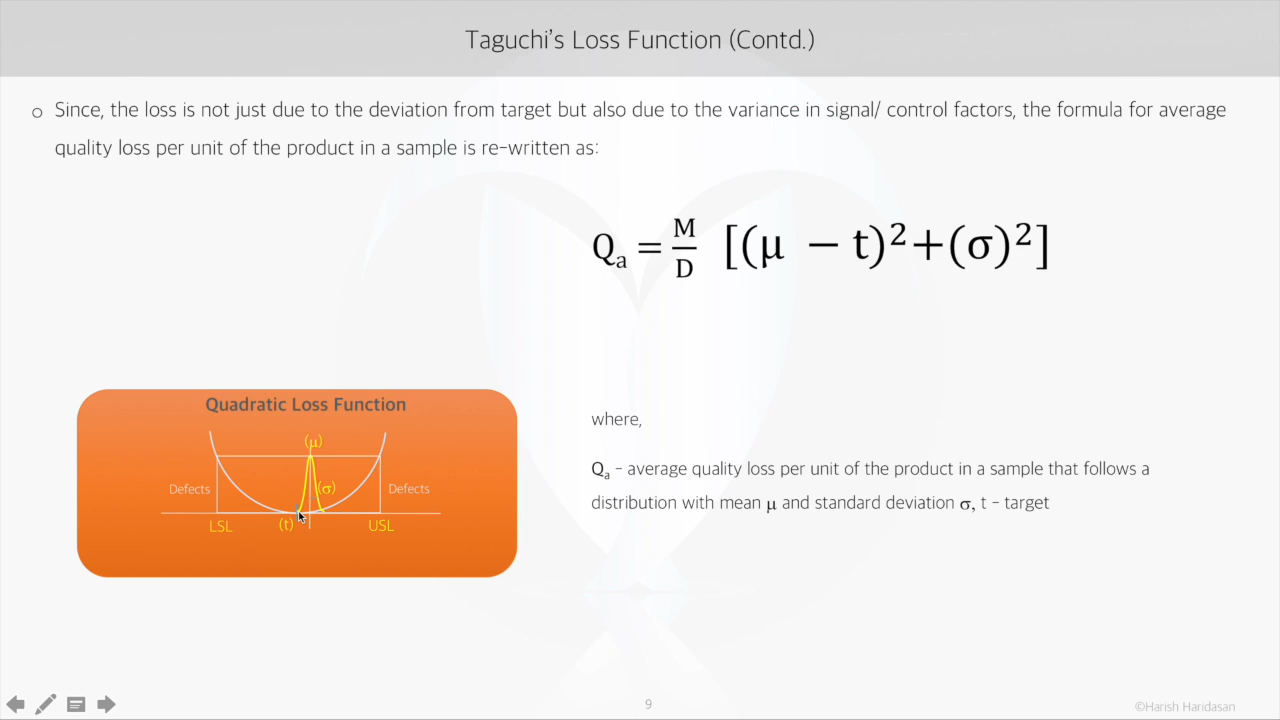 Taguchi’s Loss Function (Contd.)
o Since, the loss is not just due to the deviation from target but also due to the variance in signal/ control factors, the formula for average
quality loss per unit of the product in a sample is re-written as:
Qₐ = M/D [(μ − t)²+(σ)²]
Quadratic Loss Function
(μ)
Defects (σ) Defects
LSL (t) USL
where,
Qₐ - average quality loss per unit of the product in a sample that follows a
distribution with mean μ and standard deviation σ, t - target
9
©Harish Haridasan